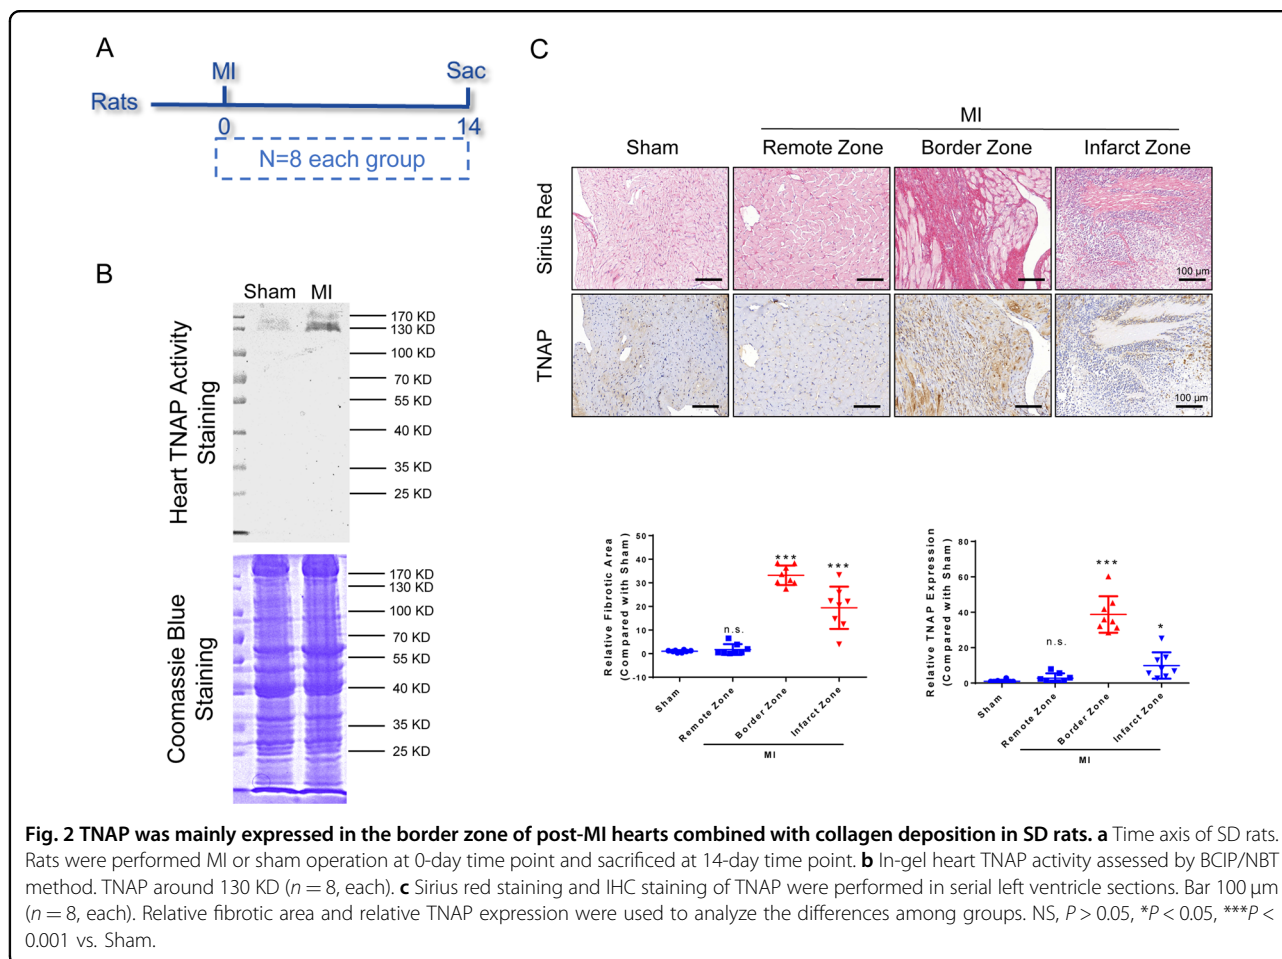 A
MI
Sac
Rats
0
14
N=8 each group
B
Sham MI
Heart TNAP Activity
Staining
170 KD
130 KD
100 KD
70 KD
55 KD
40 KD
35 KD
25 KD
Coomassie Blue
Staining
170 KD
130 KD
100 KD
70 KD
55 KD
40 KD
35 KD
25 KD
C
MI
Sham Remote Zone Border Zone Infarct Zone
Sirius Red
100 μm
TNAP
100 μm
Relative Fibrotic Area
(Compared with Sham)
50
40
30
20
10
0
-10
n.s.
***
***
Sham
Remote Zone
Border Zone
Infarct Zone
MI
Relative TNAP Expression
(Compared with Sham)
80
60
40
20
0
n.s.
***
*
Sham
Remote Zone
Border Zone
Infarct Zone
MI
Fig. 2 TNAP was mainly expressed in the border zone of post-MI hearts combined with collagen deposition in SD rats. a Time axis of SD rats.
Rats were performed MI or sham operation at 0-day time point and sacrificed at 14-day time point. b In-gel heart TNAP activity assessed by BCIP/NBT
method. TNAP around 130 KD (n = 8, each). c Sirius red staining and IHC staining of TNAP were performed in serial left ventricle sections. Bar 100 μm
(n = 8, each). Relative fibrotic area and relative TNAP expression were used to analyze the differences among groups. NS, P > 0.05, *P < 0.05, ***P <
0.001 vs. Sham.